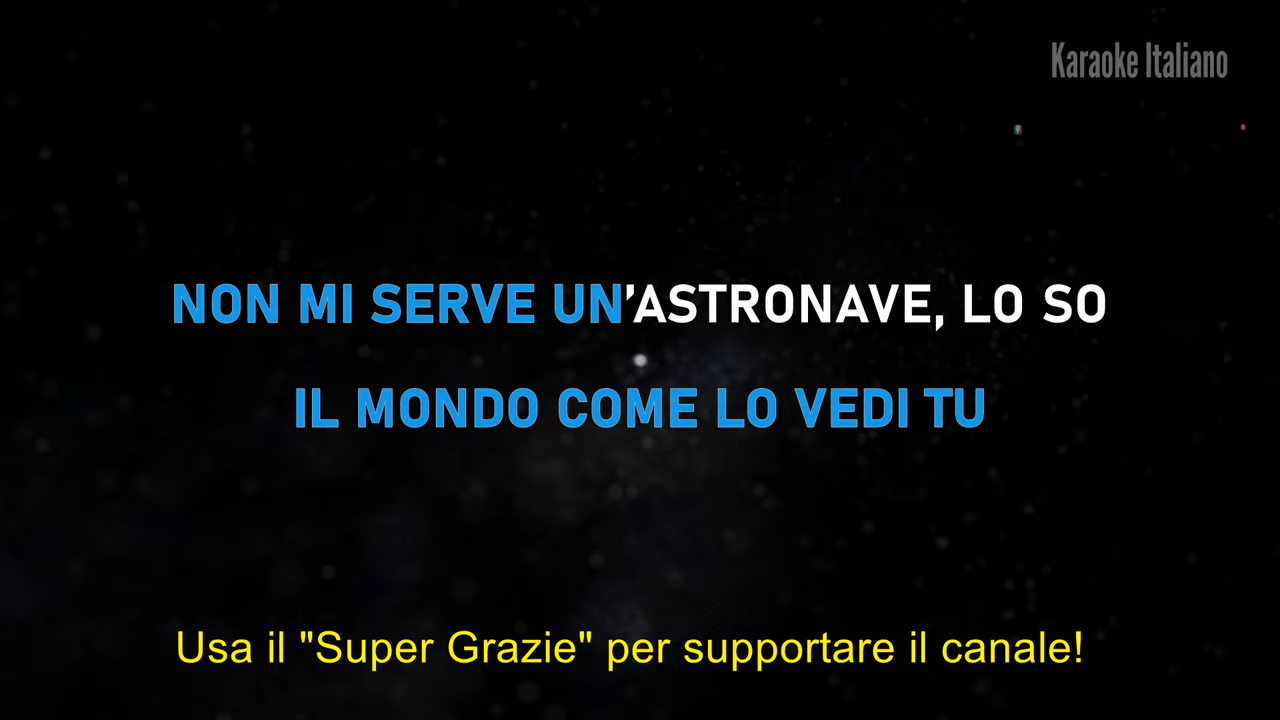 Karaoke Italiano
NON MI SERVE UN'ASTRONAVE, LO SO
IL MONDO COME LO VEDI TU
Usa il "Super Grazie" per supportare il canale!